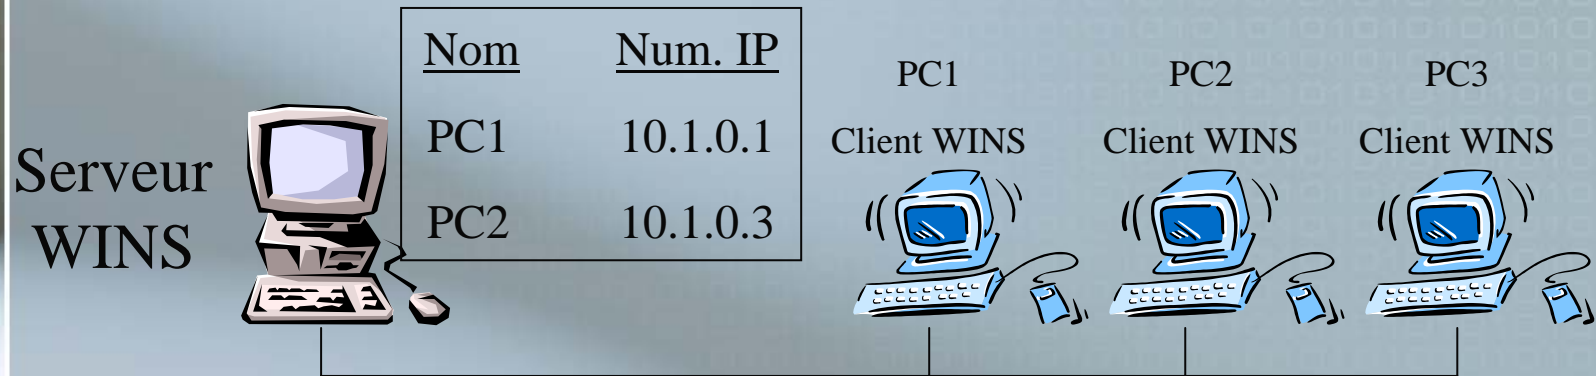 Serveur
WINS
Nom Num. IP
PC1 10.1.0.1
PC2 10.1.0.3
PC1
Client WINS
PC2
Client WINS
PC3
Client WINS